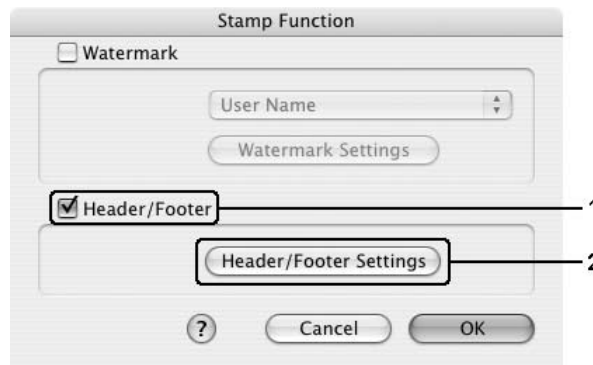 Stamp Function
Watermark
User Name
Watermark Settings
Header/Footer
1
Header/Footer Settings
2
?
Cancel
OK